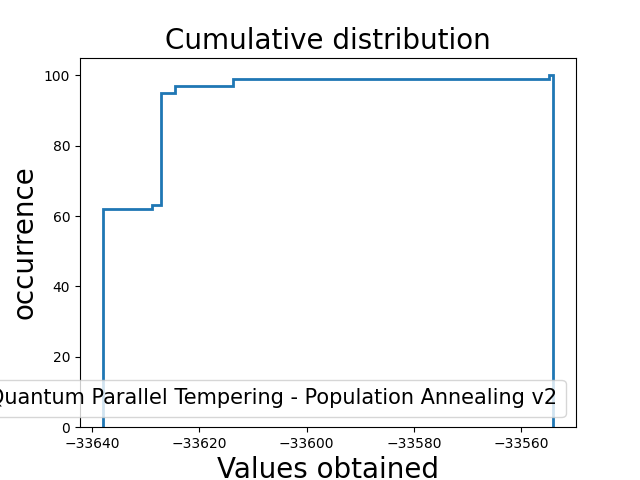 Cumulative distribution
occurrence
100
80
60
40
20
0
Quantum Parallel Tempering - Population Annealing v2
−33640 −33620 −33600 −33580 −33560
Values obtained